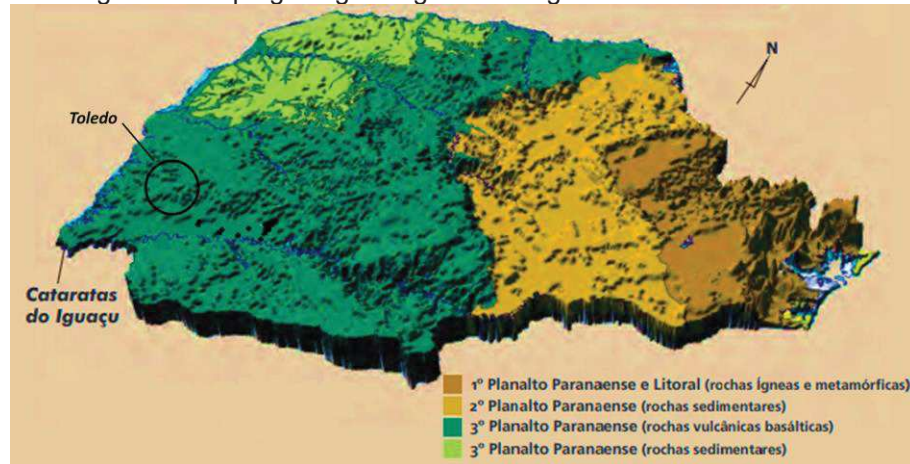 N
Toledo
Cataratas
do Iguaçu
1º Planalto Paranaense e Litoral (rochas Ígneas e metamórficas)
2º Planalto Paranaense (rochas sedimentares)
3º Planalto Paranaense (rochas vulcânicas basálticas)
3º Planalto Paranaense (rochas sedimentares)